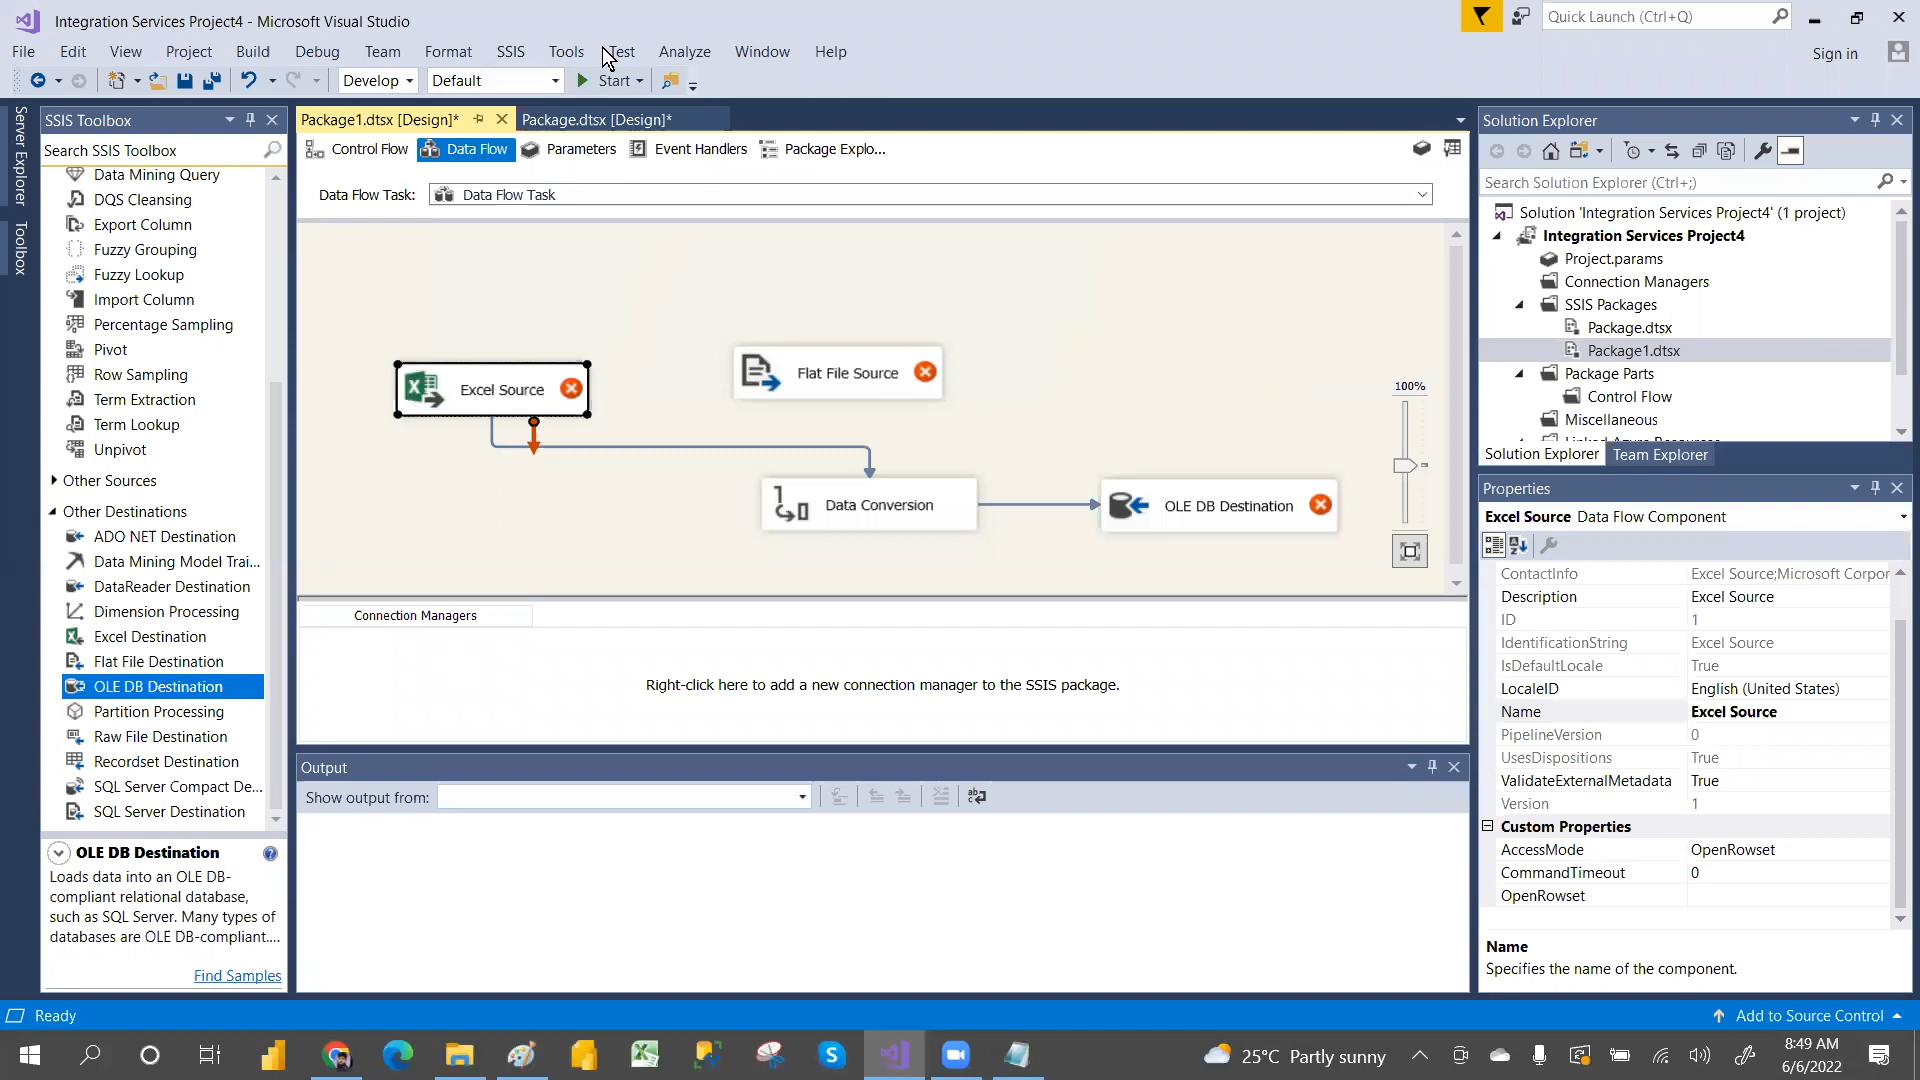 Integration Services Project4 - Microsoft Visual Studio
Quick Launch (Ctrl+Q)
File Edit View Project Build Debug Team Format SSIS Tools Test Analyze Window Help
Sign in
Develop Default Start
Server Explorer
Toolbox
SSIS Toolbox
Search SSIS Toolbox
Data Mining Query
DQS Cleansing
Export Column
Fuzzy Grouping
Fuzzy Lookup
Import Column
Percentage Sampling
Pivot
Row Sampling
Term Extraction
Term Lookup
Unpivot
Other Sources
Other Destinations
ADO NET Destination
Data Mining Model Trai...
DataReader Destination
Dimension Processing
Excel Destination
Flat File Destination
OLE DB Destination
Partition Processing
Raw File Destination
Recordset Destination
SQL Server Compact De...
SQL Server Destination
OLE DB Destination
Loads data into an OLE DB-
compliant relational database,
such as SQL Server. Many types of
databases are OLE DB-compliant....
Find Samples
Package1.dtsx [Design]* Package.dtsx [Design]*
Control Flow Data Flow Parameters Event Handlers Package Explo...
Data Flow Task: Data Flow Task
Excel Source
Flat File Source
Data Conversion
OLE DB Destination
100%
Connection Managers
Right-click here to add a new connection manager to the SSIS package.
Output
Show output from:
Solution Explorer
Search Solution Explorer (Ctrl+;)
Solution 'Integration Services Project4' (1 project)
Integration Services Project4
Project.params
Connection Managers
SSIS Packages
Package.dtsx
Package1.dtsx
Package Parts
Control Flow
Miscellaneous
Linked Azure Resources
Solution Explorer Team Explorer
Properties
Excel Source Data Flow Component
ContactInfo Excel Source;Microsoft Corpor
Description Excel Source
ID 1
IdentificationString Excel Source
IsDefaultLocale True
LocaleID English (United States)
Name Excel Source
PipelineVersion 0
UsesDispositions True
ValidateExternalMetadata True
Version 1
Custom Properties
AccessMode OpenRowset
CommandTimeout 0
OpenRowset
Name
Specifies the name of the component.
Ready
Add to Source Control
25°C Partly sunny
8:49 AM
6/6/2022